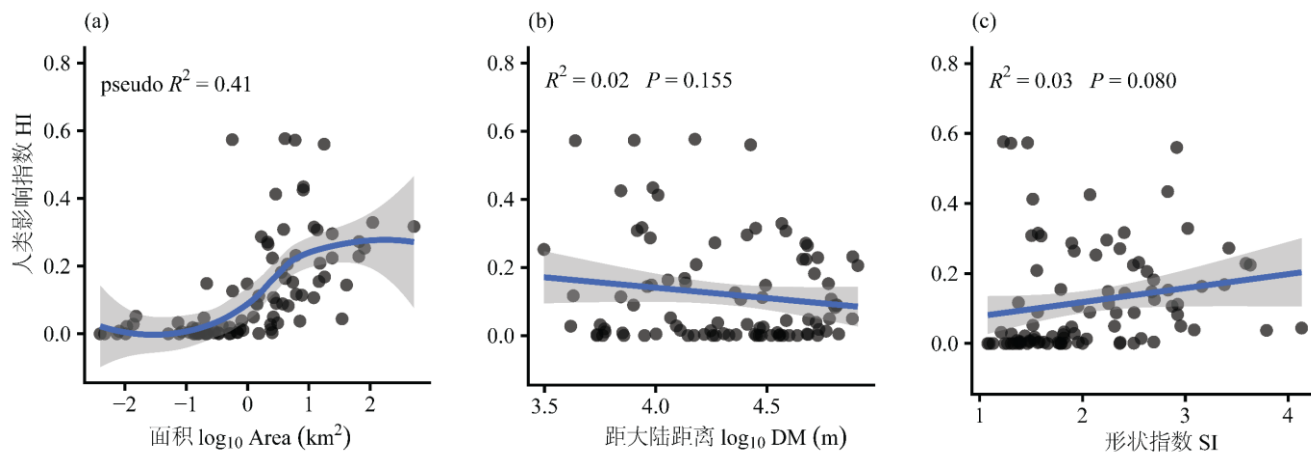 (a)
pseudo R² = 0.41
人类影响指数 HI
0.8
0.6
0.4
0.2
0.0
−2 −1 0 1 2
面积 log₁₀ Area (km²)
(b)
R² = 0.02 P = 0.155
0.8
0.6
0.4
0.2
0.0
3.5 4.0 4.5
距大陆距离 log₁₀ DM (m)
(c)
R² = 0.03 P = 0.080
0.8
0.6
0.4
0.2
0.0
1 2 3 4
形状指数 SI